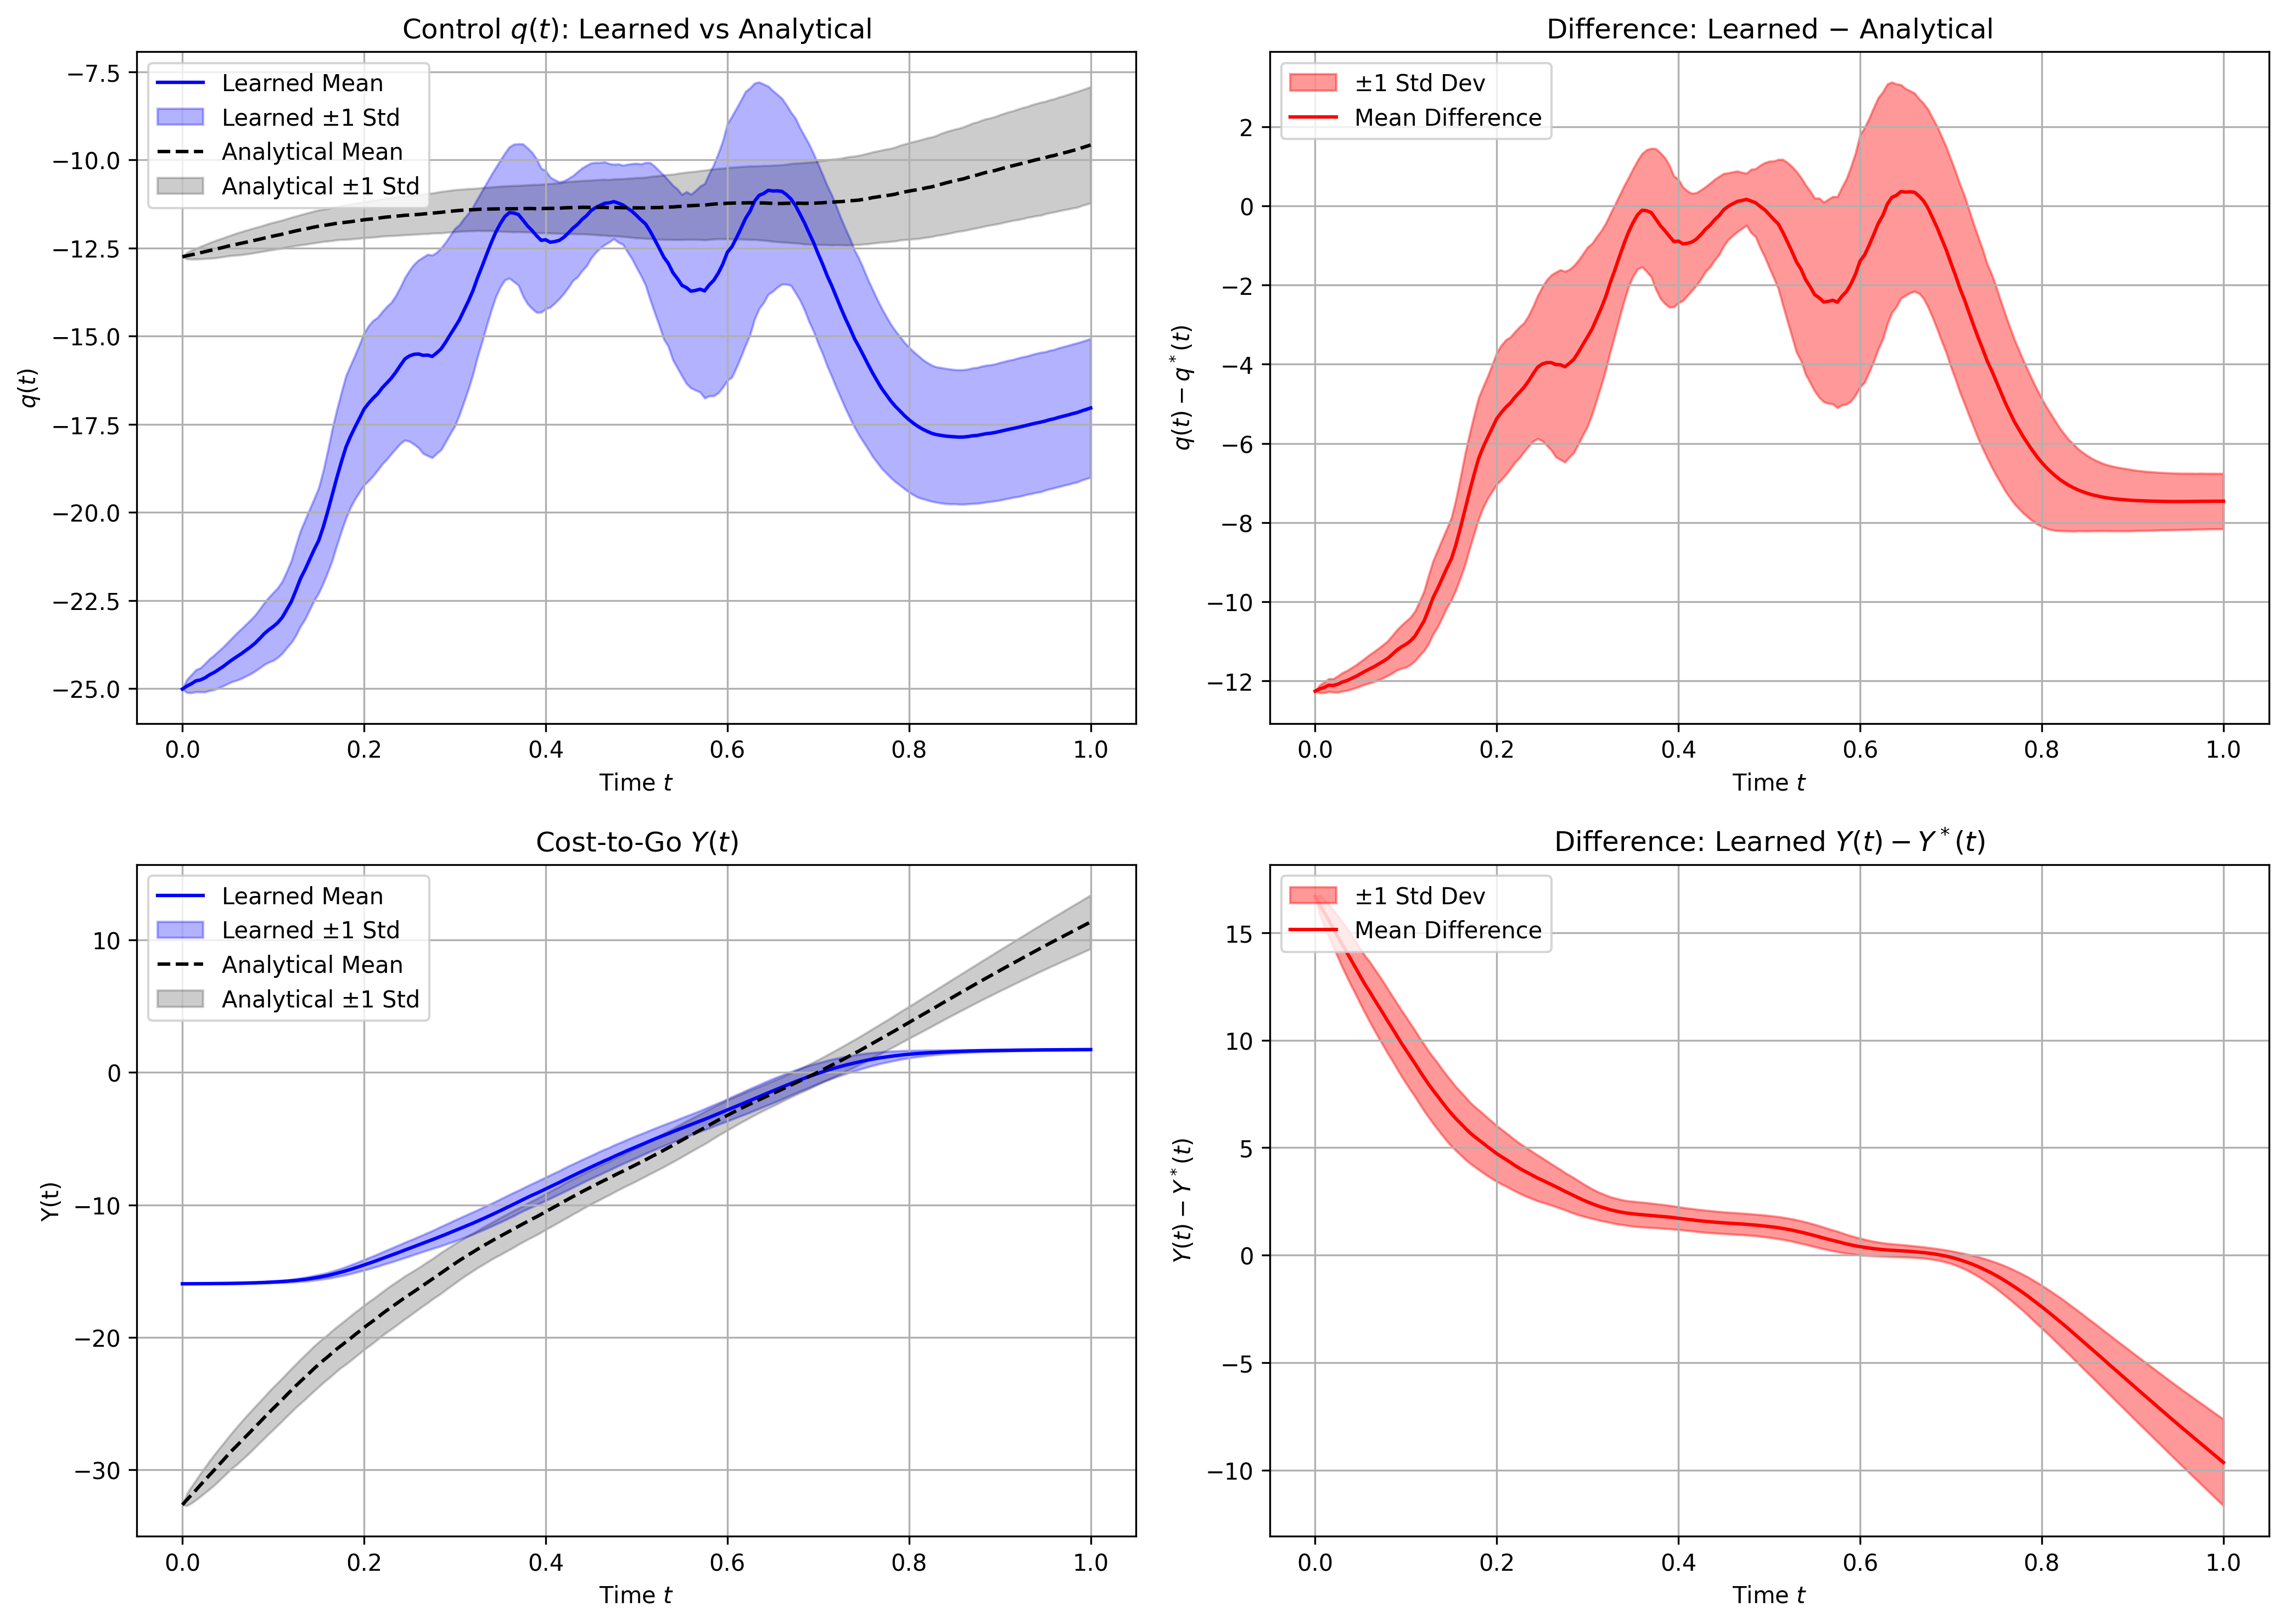 Control q(t): Learned vs Analytical
Learned Mean
Learned ±1 Std
Analytical Mean
Analytical ±1 Std
−7.5
−10.0
−12.5
−15.0
−17.5
−20.0
−22.5
−25.0
q(t)
0.0 0.2 0.4 0.6 0.8 1.0
Time t
Difference: Learned − Analytical
±1 Std Dev
Mean Difference
2
0
−2
−4
−6
−8
−10
−12
q(t) − q*(t)
0.0 0.2 0.4 0.6 0.8 1.0
Time t
Cost-to-Go Y(t)
Learned Mean
Learned ±1 Std
Analytical Mean
Analytical ±1 Std
10
0
−10
−20
−30
Y(t)
0.0 0.2 0.4 0.6 0.8 1.0
Time t
Difference: Learned Y(t) − Y*(t)
±1 Std Dev
Mean Difference
15
10
5
0
−5
−10
Y(t) − Y*(t)
0.0 0.2 0.4 0.6 0.8 1.0
Time t